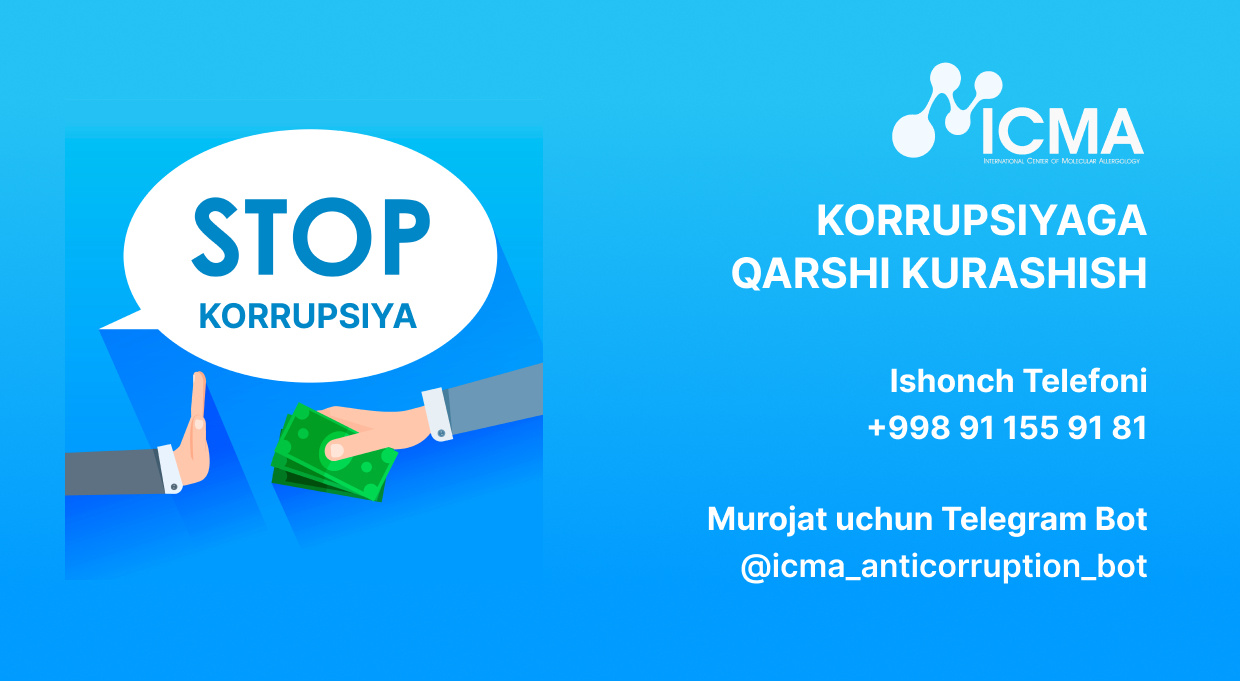 STOP
KORRUPSIYA
ICMA
International Center of Molecular Allergology
KORRUPSIYAGA
QARSHI KURASHISH
Ishonch Telefoni
+998 91 155 91 81
Murojat uchun Telegram Bot
@icma_anticorruption_bot